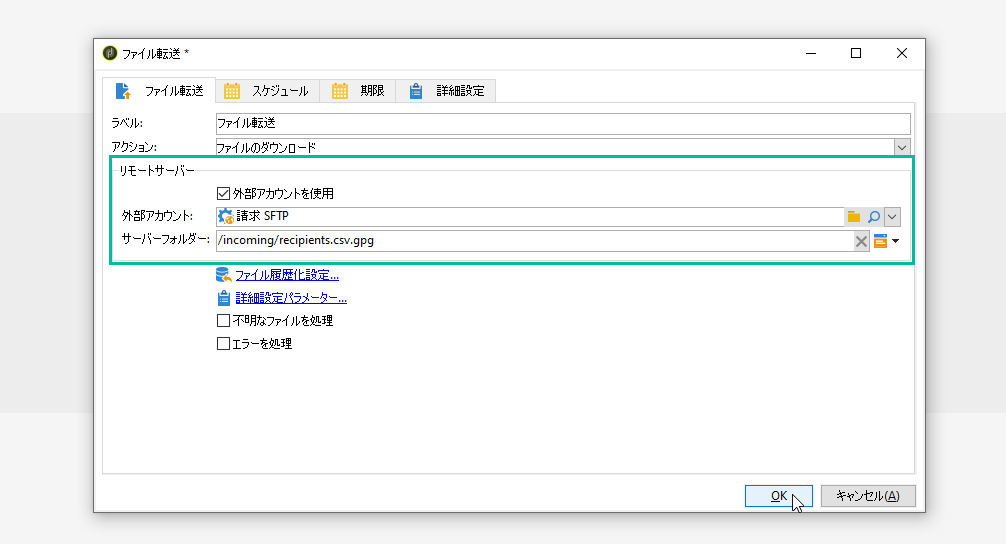 ファイル転送 *
ファイル転送 スケジュール 期限 詳細設定
ラベル: ファイル転送
アクション: ファイルのダウンロード
リモートサーバー
外部アカウントを使用
外部アカウント: 請求 SFTP
サーバーフォルダー: /incoming/recipients.csv.gpg
ファイル履歴化設定...
詳細設定パラメーター...
不明なファイルを処理
エラーを処理
OK キャンセル(A)